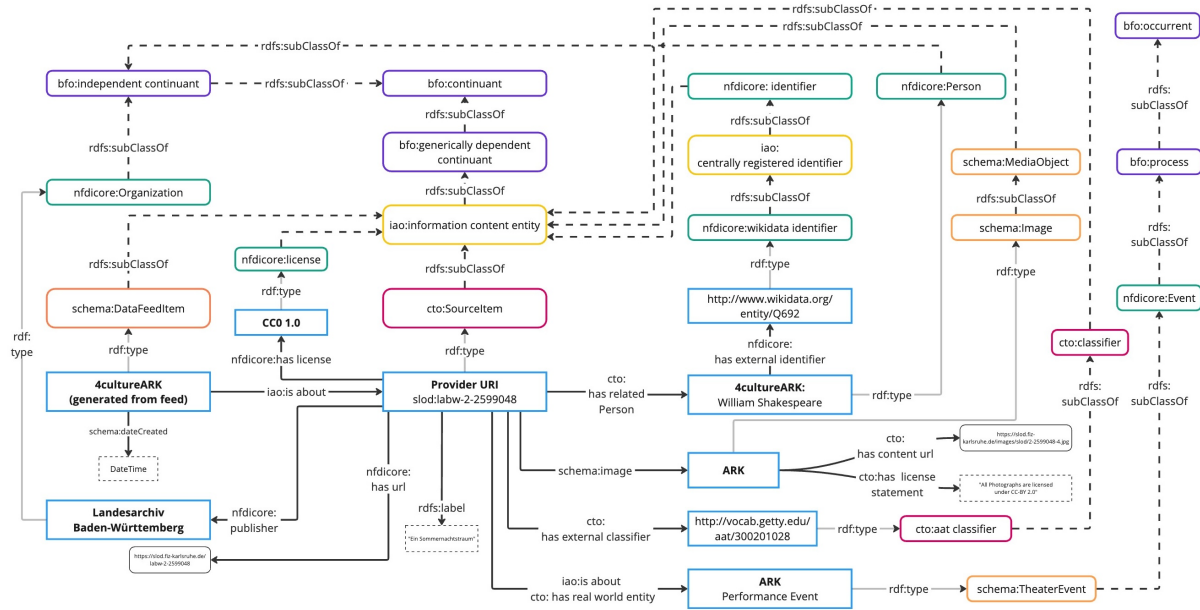 rdfs:subClassOf
rdfs:subClassOf
bfo:occurrent
rdfs:subClassOf
bfo:independent continuant
rdfs:subClassOf
bfo:continuant
nfdicore: identifier
nfdicore:Person
rdfs:
subClassOf
rdfs:subClassOf
rdfs:subClassOf
rdfs:subClassOf
bfo:generically dependent
continuant
iao:
centrally registered identifier
schema:MediaObject
bfo:process
nfdicore:Organization
rdfs:subClassOf
rdfs:subClassOf
rdfs:subClassOf
iao:information content entity
nfdicore:wikidata identifier
schema:Image
rdfs:
subClassOf
nfdicore:license
rdfs:subClassOf
rdfs:subClassOf
rdf:type
rdf:type
rdf:type
schema:DataFeedItem
cto:SourceItem
http://www.wikidata.org/
entity/Q692
nfdicore:Event
CC0 1.0
rdf:
type
rdf:type
nfdicore:has license
rdf:type
nfdicore:
has external identifier
cto:classifier
4cultureARK
(generated from feed)
iao:is about
Provider URI
slod:labw-2-2599048
cto:
has related
Person
4cultureARK:
William Shakespeare
rdf:type
rdfs:
subClassOf
rdfs:
subClassOf
schema:dateCreated
DateTime
nfdicore:
has url
schema:image
ARK
cto:
has content url
https://slod.fiz-
karlsruhe.de/images/slod/2-2599048-4.jpg
cto:has license
statement
"All Photographs are licensed
under CC-BY 2.0"
Landesarchiv
Baden-Württemberg
nfdicore:
publisher
rdfs:label
"Ein Sommernachtstraum"
cto:
has external classifier
http://vocab.getty.edu/
aat/300201028
rdf:type
cto:aat classifier
https://slod.fiz-karlsruhe.de/
labw-2-2599048
iao:is about
cto: has real world entity
ARK
Performance Event
rdf:type
schema:TheaterEvent